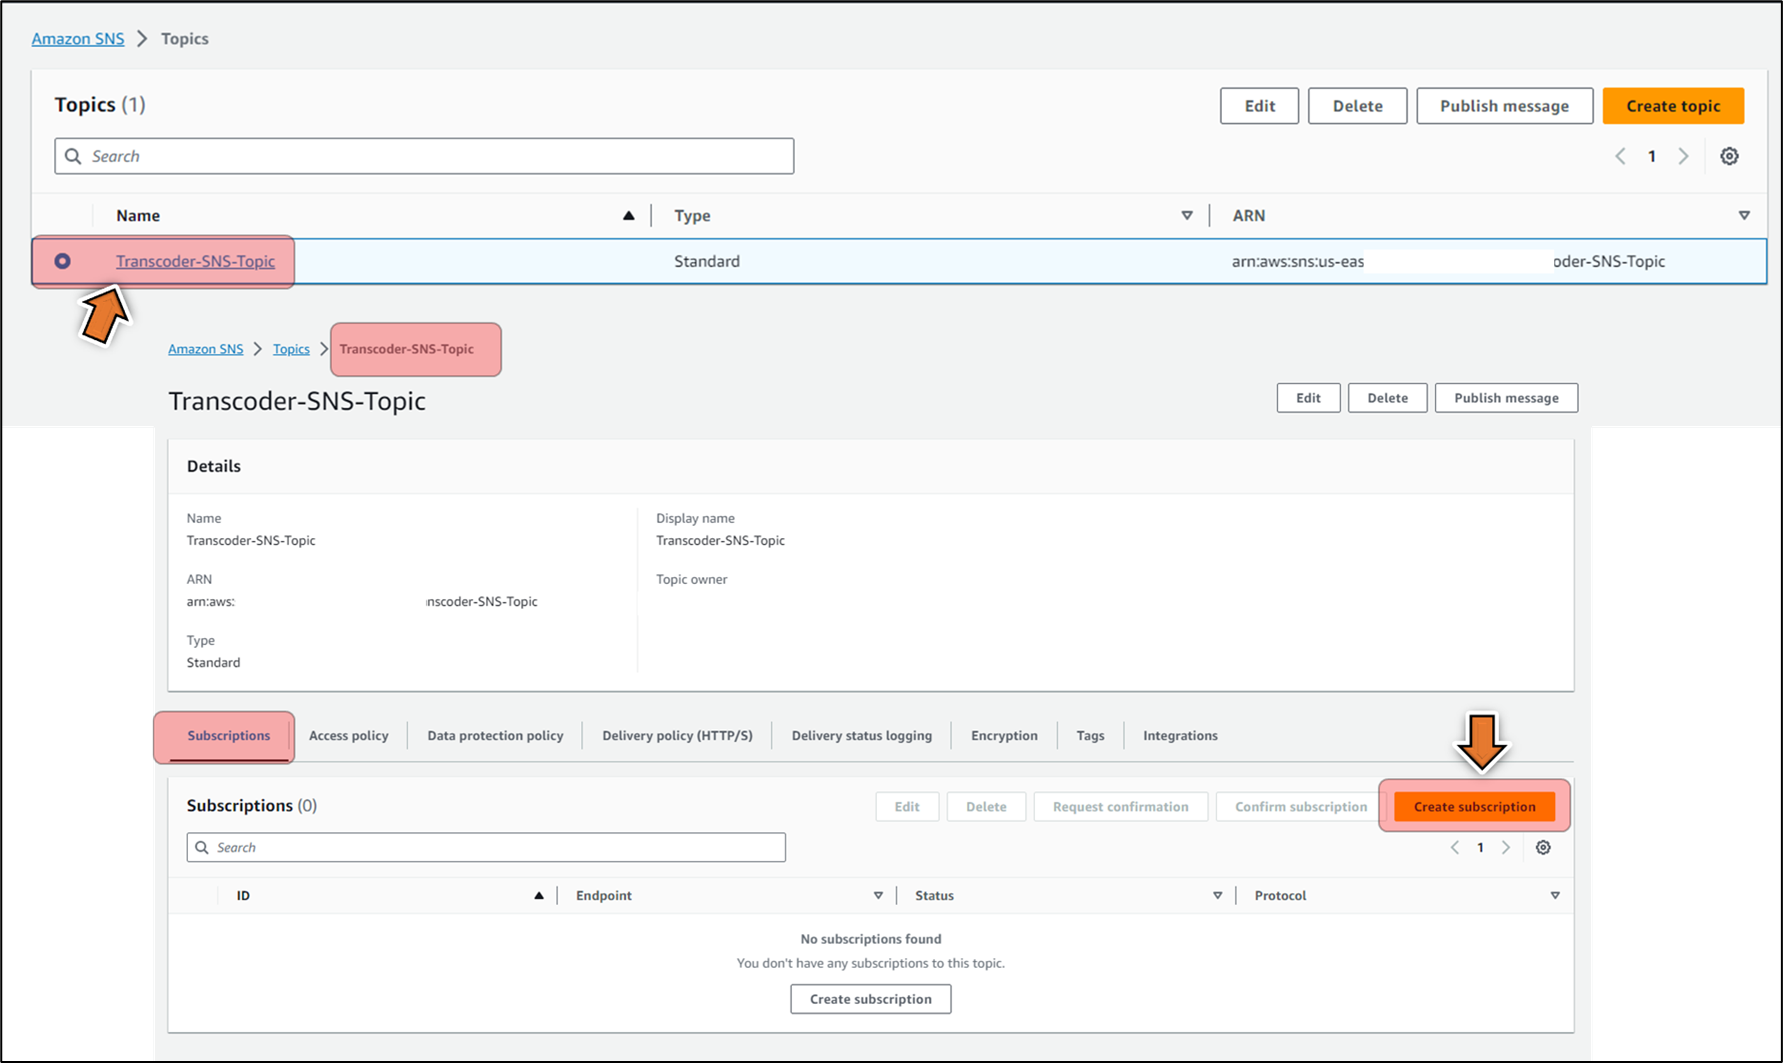 Amazon SNS > Topics
Topics (1)
Edit Delete Publish message Create topic
Search
1
Name Type ARN
Transcoder-SNS-Topic Standard arn:aws:sns:us-eas oder-SNS-Topic
Amazon SNS > Topics > Transcoder-SNS-Topic
Transcoder-SNS-Topic
Edit Delete Publish message
Details
Name Display name
Transcoder-SNS-Topic Transcoder-SNS-Topic
ARN Topic owner
arn:aws: nscoder-SNS-Topic
Type
Standard
Subscriptions Access policy Data protection policy Delivery policy (HTTP/S) Delivery status logging Encryption Tags Integrations
Subscriptions (0)
Edit Delete Request confirmation Confirm subscription Create subscription
Search
1
ID Endpoint Status Protocol
No subscriptions found
You don't have any subscriptions to this topic.
Create subscription